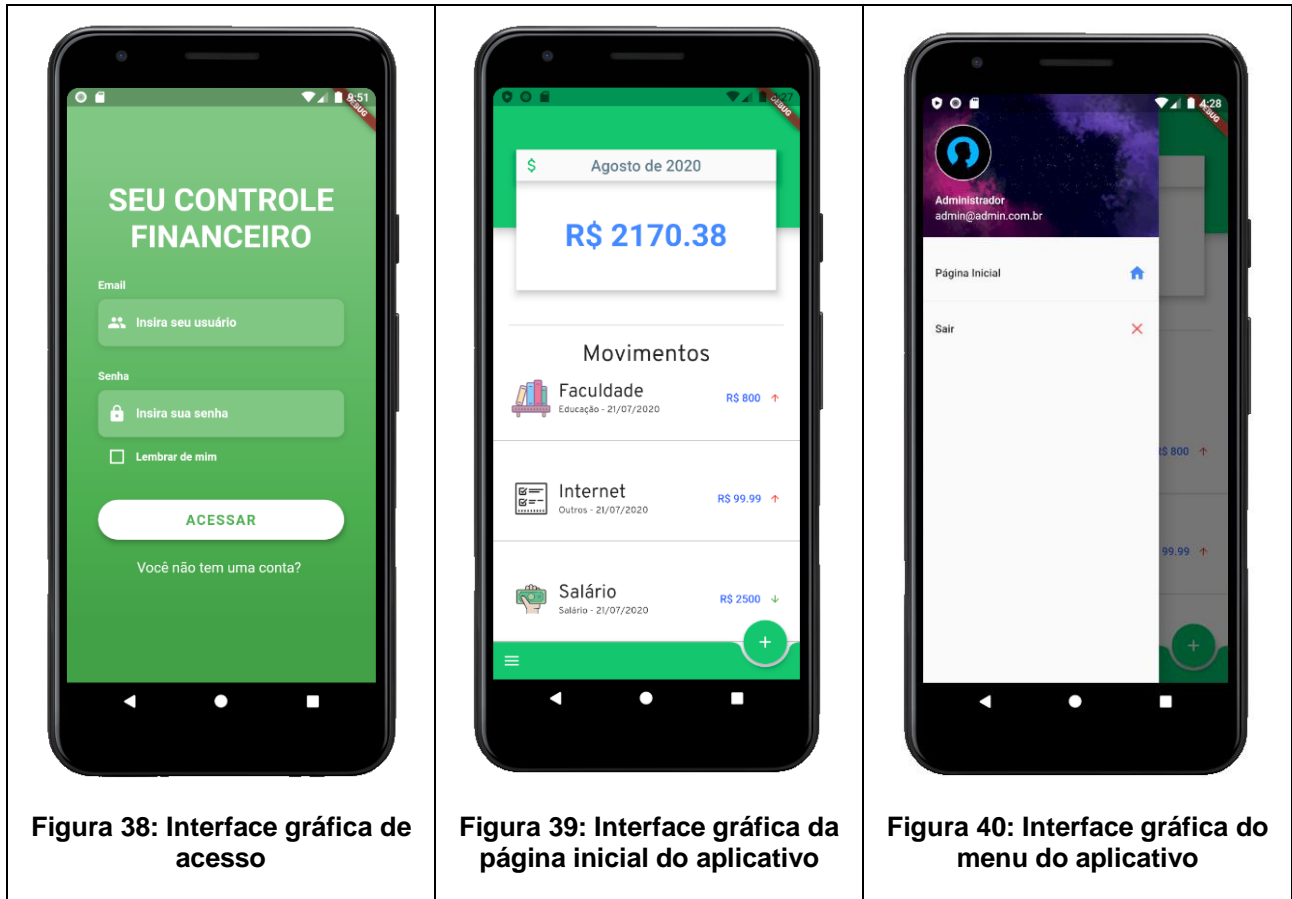 8:51
DEBUG
SEU CONTROLE
FINANCEIRO
Email
Insira seu usuário
Senha
Insira sua senha
Lembrar de mim
ACESSAR
Você não tem uma conta?
Figura 38: Interface gráfica de
acesso
DEBUG
$ Agosto de 2020
R$ 2170.38
Movimentos
Faculdade
Educação - 21/07/2020
R$ 800
Internet
Outros - 21/07/2020
R$ 99.99
Salário
Salário - 21/07/2020
R$ 2500
+
Figura 39: Interface gráfica da
página inicial do aplicativo
4:28
DEBUG
Administrador
admin@admin.com.br
Página Inicial
Sair
R$ 800
99.99
+
Figura 40: Interface gráfica do
menu do aplicativo